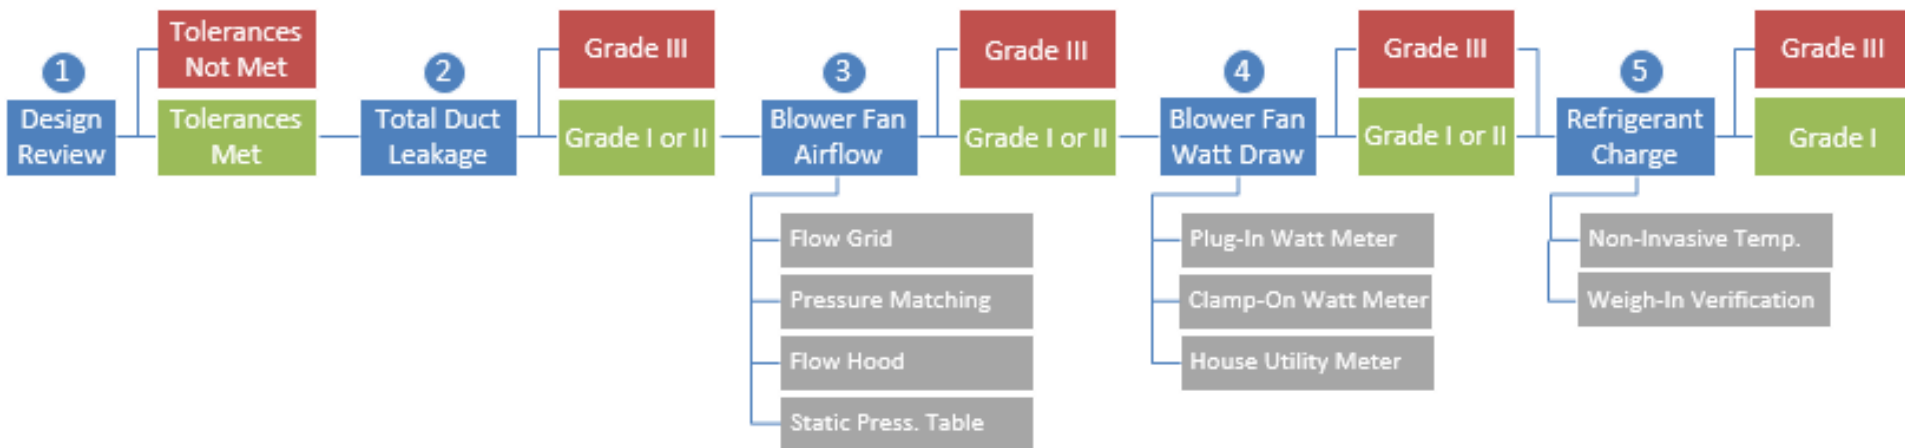 1
Design
Review
Tolerances
Not Met
Tolerances
Met
2
Total Duct
Leakage
Grade III
Grade I or II
3
Blower Fan
Airflow
Flow Grid
Pressure Matching
Flow Hood
Static Press. Table
Grade III
Grade I or II
4
Blower Fan
Watt Draw
Plug-In Watt Meter
Clamp-On Watt Meter
House Utility Meter
Grade III
Grade I or II
5
Refrigerant
Charge
Non-Invasive Temp.
Weigh-In Verification
Grade III
Grade I